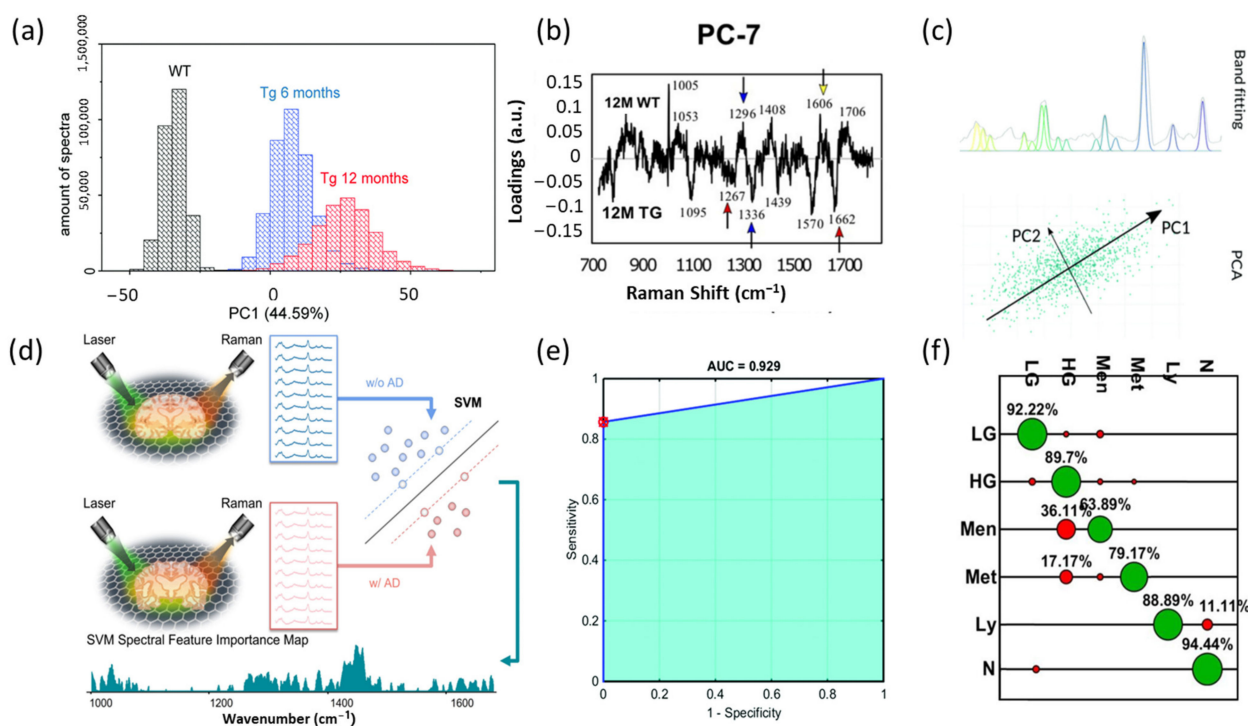 (a)
1,500,000
100,000
50,000
0
amount of spectra
WT
Tg 6 months
Tg 12 months
−50
0
50
PC1 (44.59%)
(b)
PC-7
0.15
0.1
0.05
0
−0.05
−0.1
−0.15
Loadings (a.u.)
12M WT
12M TG
1005
1053
1296
1408
1606
1706
1095
1267
1336
1439
1570
1662
700
900
1100
1300
1500
1700
Raman Shift (cm⁻¹)
(c)
Band fitting
PC1
PC2
PCA
(d)
Laser
Raman
w/o AD
SVM
Laser
Raman
w/ AD
SVM Spectral Feature Importance Map
1000
1200
1400
1600
Wavenumber (cm⁻¹)
(e)
AUC = 0.929
1
0.8
0.6
0.4
0.2
0
Sensitivity
0
0.2
0.4
0.6
0.8
1
1 - Specificity
(f)
LG
HG
Men
Met
Ly
N
LG
92.22%
HG
89.7%
Men
36.11%
63.89%
Met
17.17%
79.17%
Ly
88.89%
11.11%
N
94.44%